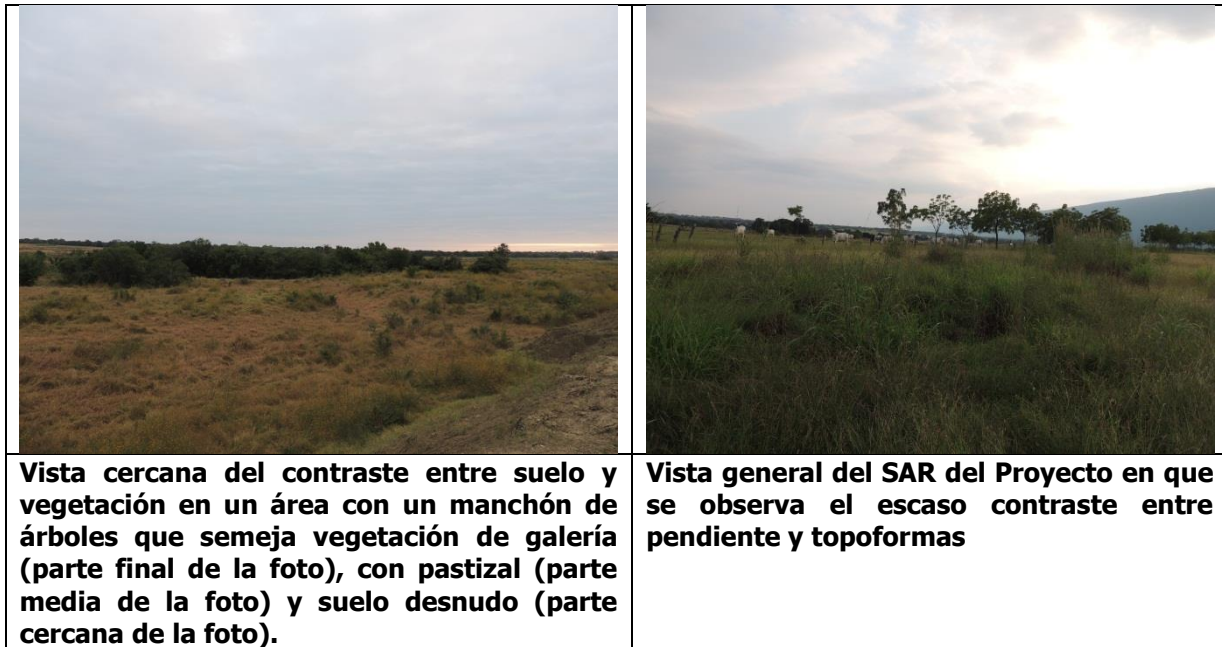 Vista cercana del contraste entre suelo y
vegetación en un área con un manchón de
árboles que semeja vegetación de galería
(parte final de la foto), con pastizal (parte
media de la foto) y suelo desnudo (parte
cercana de la foto).
Vista general del SAR del Proyecto en que
se observa el escaso contraste entre
pendiente y topoformas